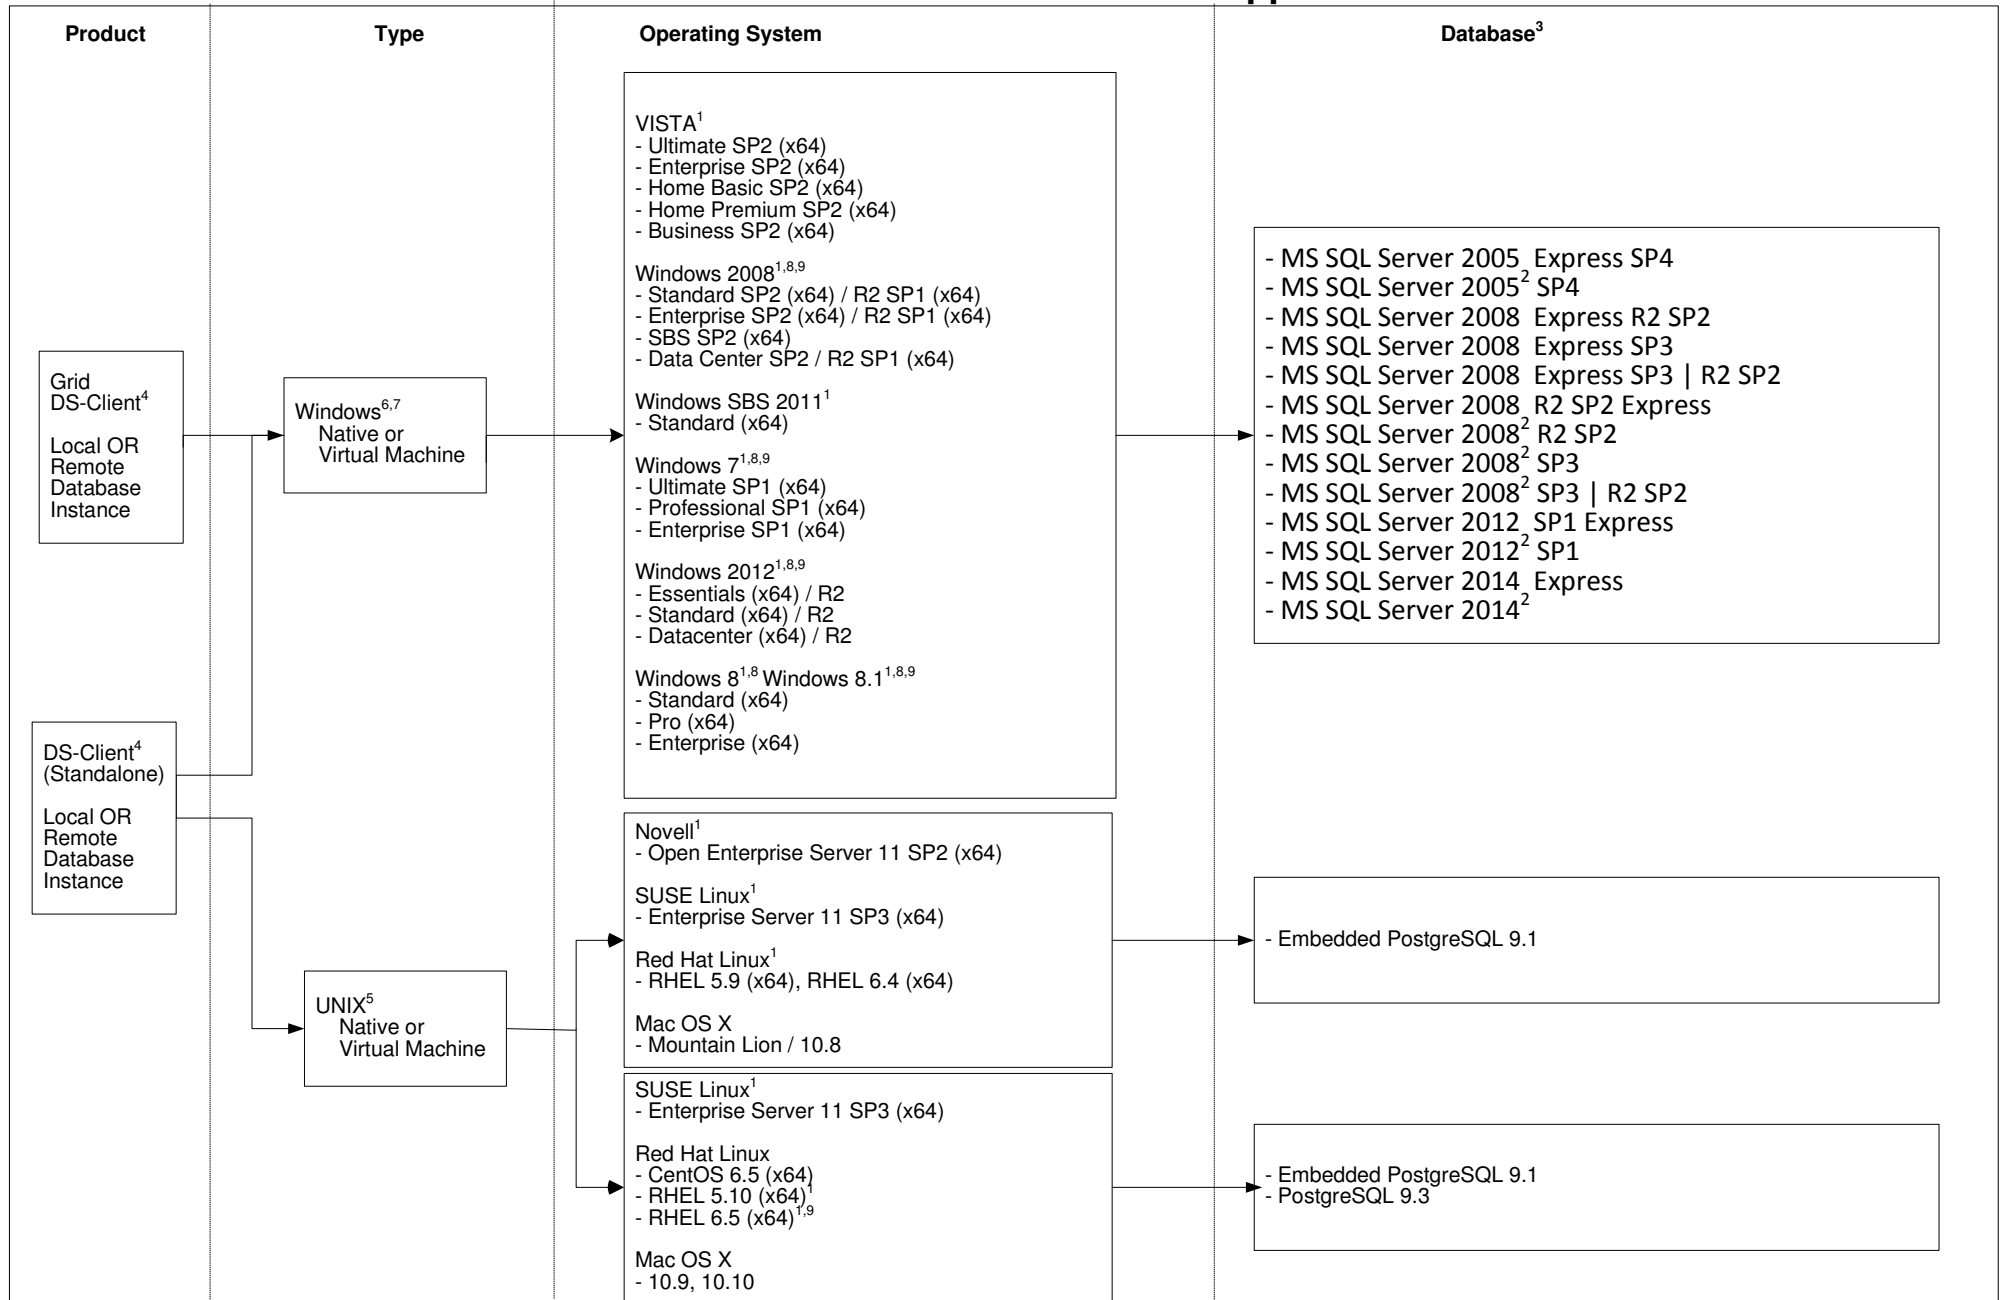 Product
Type
Operating System
Database³
Grid
DS-Client⁴
Local OR
Remote
Database
Instance
DS-Client⁴
(Standalone)
Local OR
Remote
Database
Instance
Windows⁶,⁷
Native or
Virtual Machine
UNIX⁵
Native or
Virtual Machine
VISTA¹
- Ultimate SP2 (x64)
- Enterprise SP2 (x64)
- Home Basic SP2 (x64)
- Home Premium SP2 (x64)
- Business SP2 (x64)
Windows 2008¹,⁸,⁹
- Standard SP2 (x64) / R2 SP1 (x64)
- Enterprise SP2 (x64) / R2 SP1 (x64)
- SBS SP2 (x64)
- Data Center SP2 / R2 SP1 (x64)
Windows SBS 2011¹
- Standard (x64)
Windows 7¹,⁸,⁹
- Ultimate SP1 (x64)
- Professional SP1 (x64)
- Enterprise SP1 (x64)
Windows 2012¹,⁸,⁹
- Essentials (x64) / R2
- Standard (x64) / R2
- Datacenter (x64) / R2
Windows 8¹,⁸ Windows 8.1¹,⁸,⁹
- Standard (x64)
- Pro (x64)
- Enterprise (x64)
Novell¹
- Open Enterprise Server 11 SP2 (x64)
SUSE Linux¹
- Enterprise Server 11 SP3 (x64)
Red Hat Linux¹
- RHEL 5.9 (x64), RHEL 6.4 (x64)
Mac OS X
- Mountain Lion / 10.8
SUSE Linux¹
- Enterprise Server 11 SP3 (x64)
Red Hat Linux
- CentOS 6.5 (x64)
- RHEL 5.10 (x64)¹
- RHEL 6.5 (x64)¹,⁹
Mac OS X
- 10.9, 10.10
- MS SQL Server 2005 Express SP4
- MS SQL Server 2005² SP4
- MS SQL Server 2008 Express R2 SP2
- MS SQL Server 2008 Express SP3
- MS SQL Server 2008 Express SP3 | R2 SP2
- MS SQL Server 2008 R2 SP2 Express
- MS SQL Server 2008² R2 SP2
- MS SQL Server 2008² SP3
- MS SQL Server 2008² SP3 | R2 SP2
- MS SQL Server 2012 SP1 Express
- MS SQL Server 2012² SP1
- MS SQL Server 2014 Express
- MS SQL Server 2014²
- Embedded PostgreSQL 9.1
- Embedded PostgreSQL 9.1
- PostgreSQL 9.3